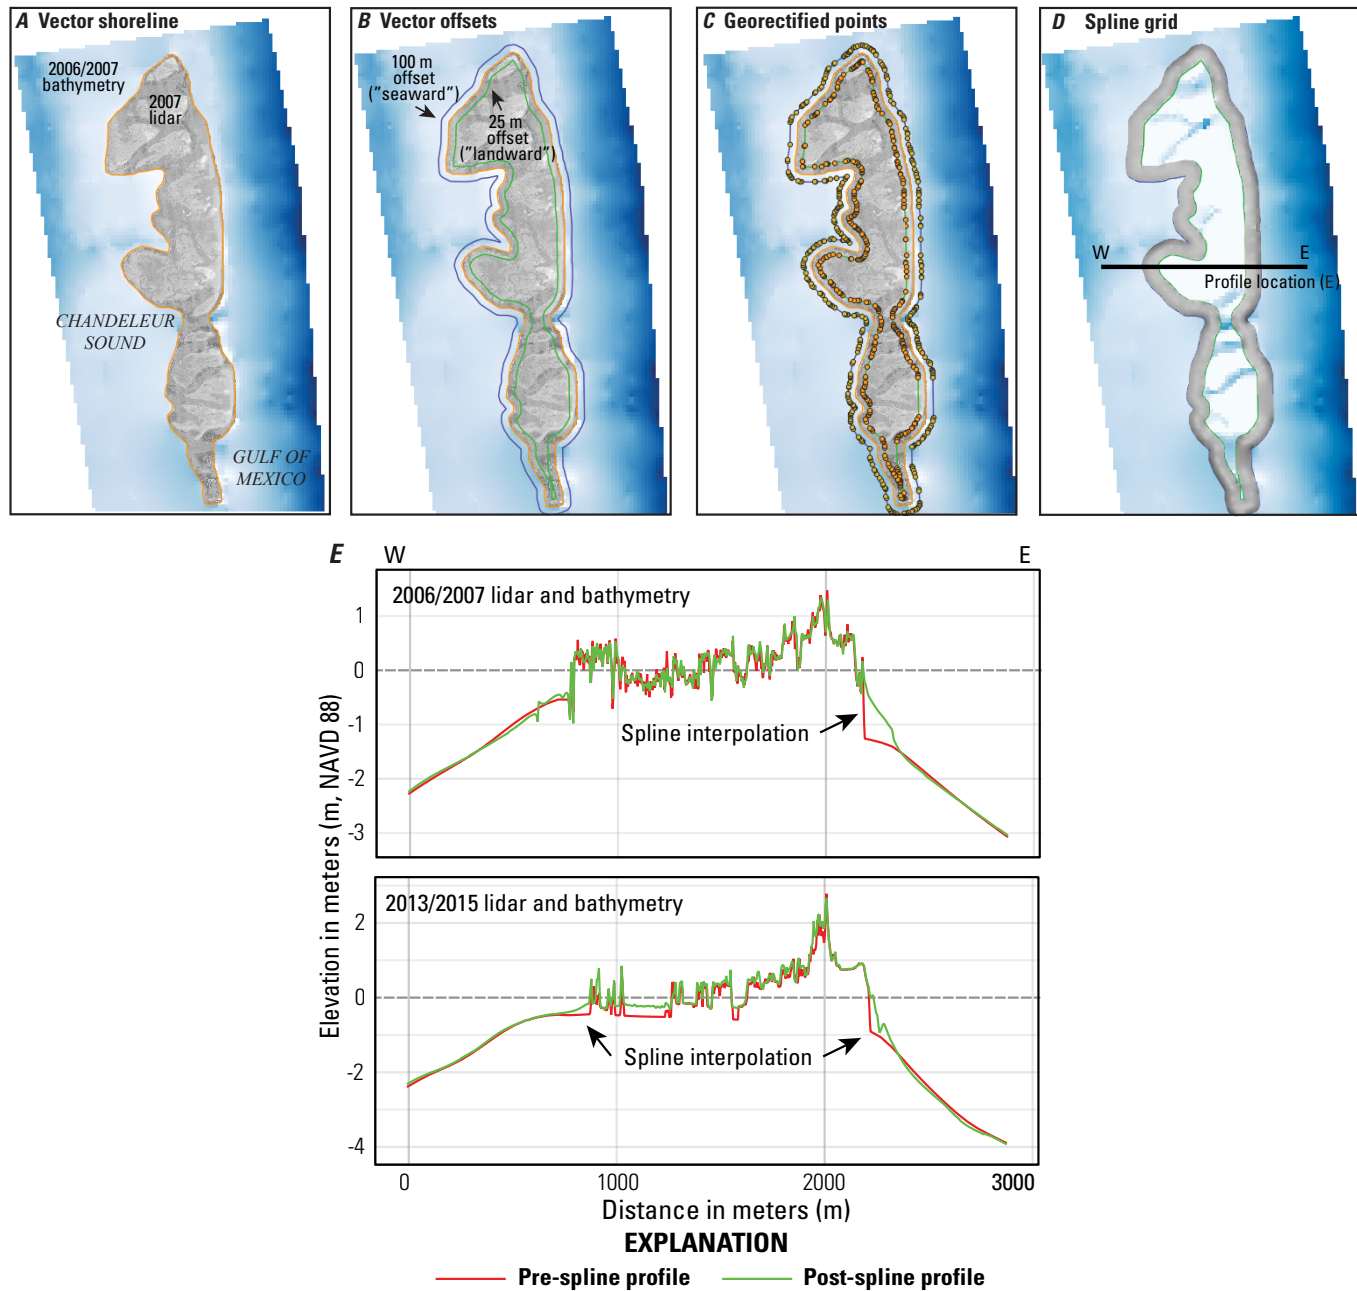 A Vector shoreline
2006/2007
bathymetry
2007
lidar
CHANDELEUR
SOUND
GULF OF
MEXICO
B Vector offsets
100 m
offset
("seaward")
25 m
offset
("landward")
C Georectified points
D Spline grid
W
E
Profile location (E)
E
W
E
2006/2007 lidar and bathymetry
1
0
-1
-2
-3
Spline interpolation
Elevation in meters (m, NAVD 88)
2013/2015 lidar and bathymetry
2
0
-2
-4
Spline interpolation
0
1000
2000
3000
Distance in meters (m)
EXPLANATION
Pre-spline profile
Post-spline profile